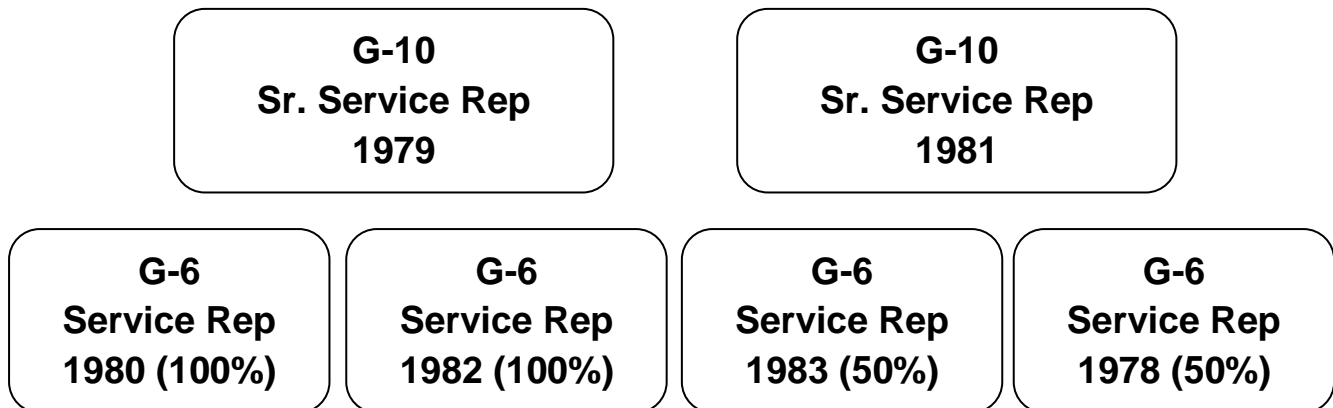 G-10
Sr. Service Rep
1979
G-10
Sr. Service Rep
1981
G-6
Service Rep
1980 (100%)
G-6
Service Rep
1982 (100%)
G-6
Service Rep
1983 (50%)
G-6
Service Rep
1978 (50%)